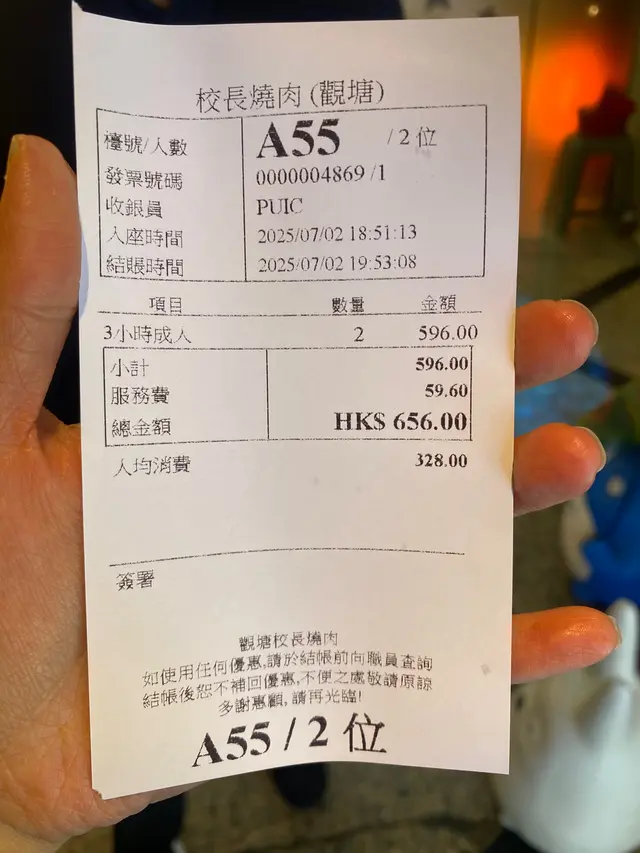 校長燒肉 (觀塘)
檯號/人數 A55 / 2 位
發票號碼 0000004869 /1
收銀員 PUIC
入座時間 2025/07/02 18:51:13
結賬時間 2025/07/02 19:53:08
項目 數量 金額
3小時成人 2 596.00
小計 596.00
服務費 59.60
總金額 HK$ 656.00
人均消費 328.00
簽署
觀塘校長燒肉
如使用任何優惠,請於結帳前向職員查詢
結帳後恕不補回優惠,不便之處敬請原諒
多謝惠顧, 請再光臨!
A55 / 2 位